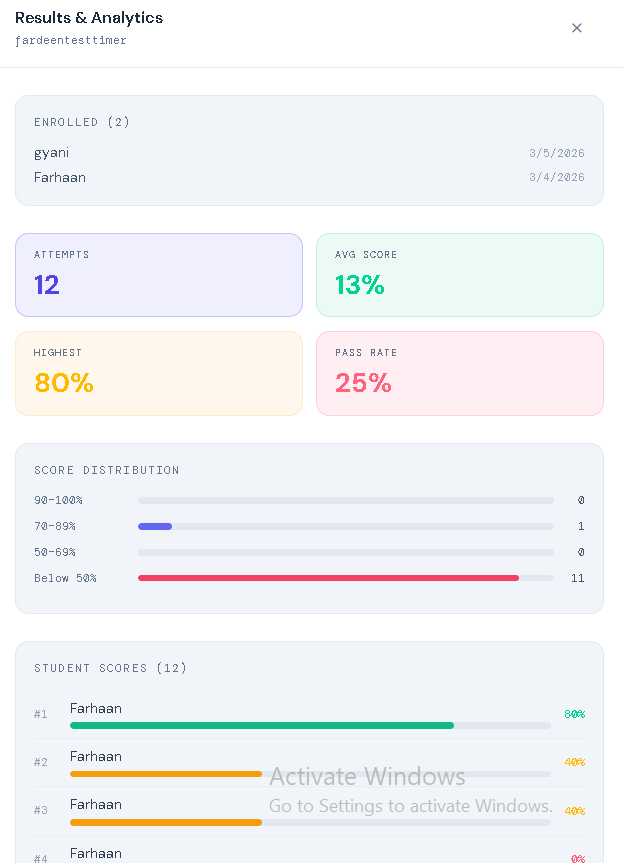 Results & Analytics
fardeentesttimer
ENROLLED (2)
gyani 3/5/2026
Farhaan 3/4/2026
ATTEMPTS
12
AVG SCORE
13%
HIGHEST
80%
PASS RATE
25%
SCORE DISTRIBUTION
90-100% 0
70-89% 1
50-69% 0
Below 50% 11
STUDENT SCORES (12)
#1 Farhaan 80%
#2 Farhaan 40%
#3 Farhaan 40%
#4 Farhaan 0%
Activate Windows
Go to Settings to activate Windows.